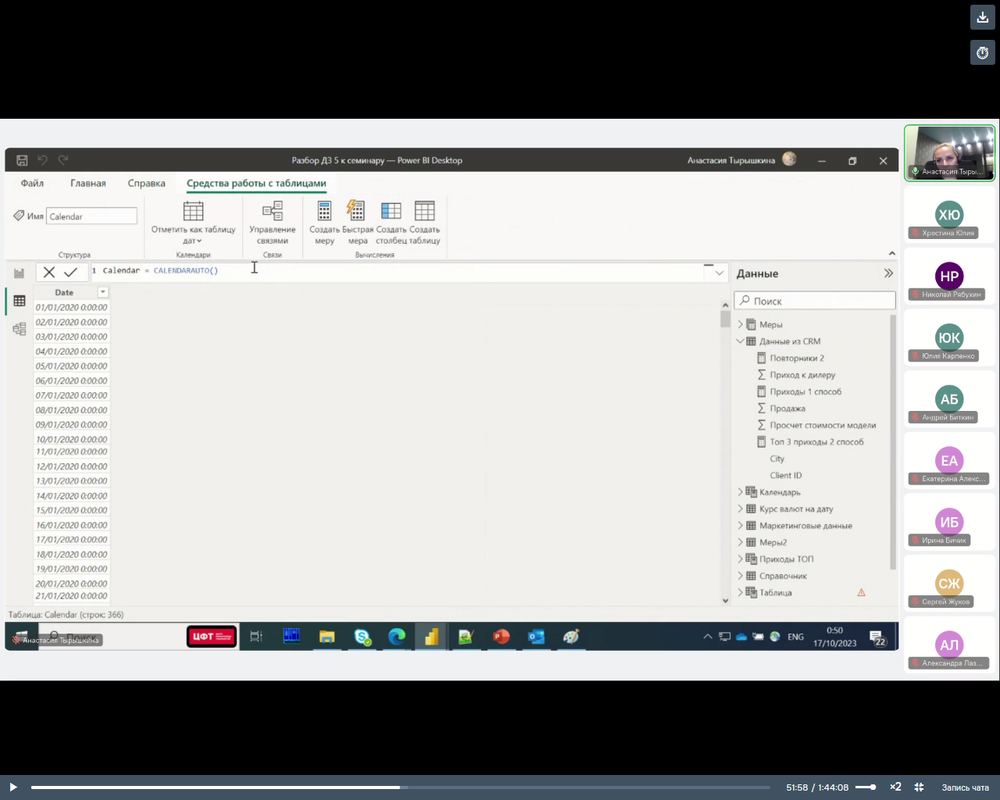 Разбор ДЗ 5 к семинару — Power BI Desktop
Анастасия Тырышкина
Файл
Главная
Справка
Средства работы с таблицами
Имя
Calendar
Отметить как таблицу дат
Управление связями
Создать меру
Быстрая мера
Создать столбец
Создать таблицу
Структура
Календари
Связи
Вычисления
1 Calendar = CALENDARAUTO()
Date
01/01/2020 0:00:00
02/01/2020 0:00:00
03/01/2020 0:00:00
04/01/2020 0:00:00
05/01/2020 0:00:00
06/01/2020 0:00:00
07/01/2020 0:00:00
08/01/2020 0:00:00
09/01/2020 0:00:00
10/01/2020 0:00:00
11/01/2020 0:00:00
12/01/2020 0:00:00
13/01/2020 0:00:00
14/01/2020 0:00:00
15/01/2020 0:00:00
16/01/2020 0:00:00
17/01/2020 0:00:00
18/01/2020 0:00:00
19/01/2020 0:00:00
20/01/2020 0:00:00
21/01/2020 0:00:00
Данные
Поиск
Меры
Данные из CRM
Повторники 2
Приход к дилеру
Приходы 1 способ
Продажа
Просчет стоимости модели
Топ 3 приходы 2 способ
City
Client ID
Календарь
Курс валют на дату
Маркетинговые данные
Меры2
Приходы ТОП
Справочник
Таблица
Таблица: Calendar (строк: 366)
Поиск
Анастасия Тырышкина
ЦФТ
ENG
0:50
17/10/2023
22
Анастасия Тыры...
ХЮ
Христина Юлия
НР
Николай Рябухин
ЮК
Юлия Карпенко
АБ
Андрей Биткин
ЕА
Екатерина Алекс...
ИБ
Ирина Бичик
СЖ
Сергей Жуков
АЛ
Александра Лаз...
51:58 / 1:44:08
×2
Запись чата